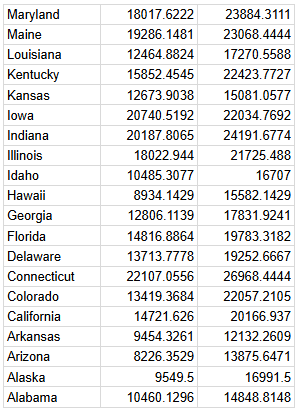 Maryland 18017.6222 23884.3111
Maine 19286.1481 23068.4444
Louisiana 12464.8824 17270.5588
Kentucky 15852.4545 22423.7727
Kansas 12673.9038 15081.0577
Iowa 20740.5192 22034.7692
Indiana 20187.8065 24191.6774
Illinois 18022.944 21725.488
Idaho 10485.3077 16707
Hawaii 8934.1429 15582.1429
Georgia 12806.1139 17831.9241
Florida 14816.8864 19783.3182
Delaware 13713.7778 19252.6667
Connecticut 22107.0556 26968.4444
Colorado 13419.3684 22057.2105
California 14721.626 20166.937
Arkansas 9454.3261 12132.2609
Arizona 8226.3529 13875.6471
Alaska 9549.5 16991.5
Alabama 10460.1296 14848.8148